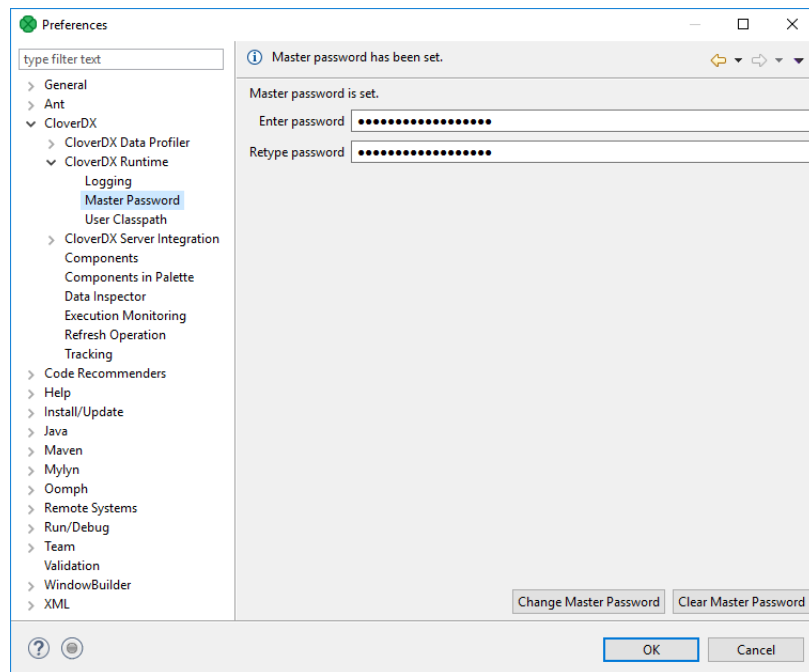 Preferences
type filter text
General
Ant
CloverDX
CloverDX Data Profiler
CloverDX Runtime
Logging
Master Password
User Classpath
CloverDX Server Integration
Components
Components in Palette
Data Inspector
Execution Monitoring
Refresh Operation
Tracking
Code Recommenders
Help
Install/Update
Java
Maven
Mylyn
Oomph
Remote Systems
Run/Debug
Team
Validation
WindowBuilder
XML
Master password has been set.
Master password is set.
Enter password ●●●●●●●●●●●●●●●●●●
Retype password ●●●●●●●●●●●●●●●●●●
Change Master Password Clear Master Password
OK Cancel